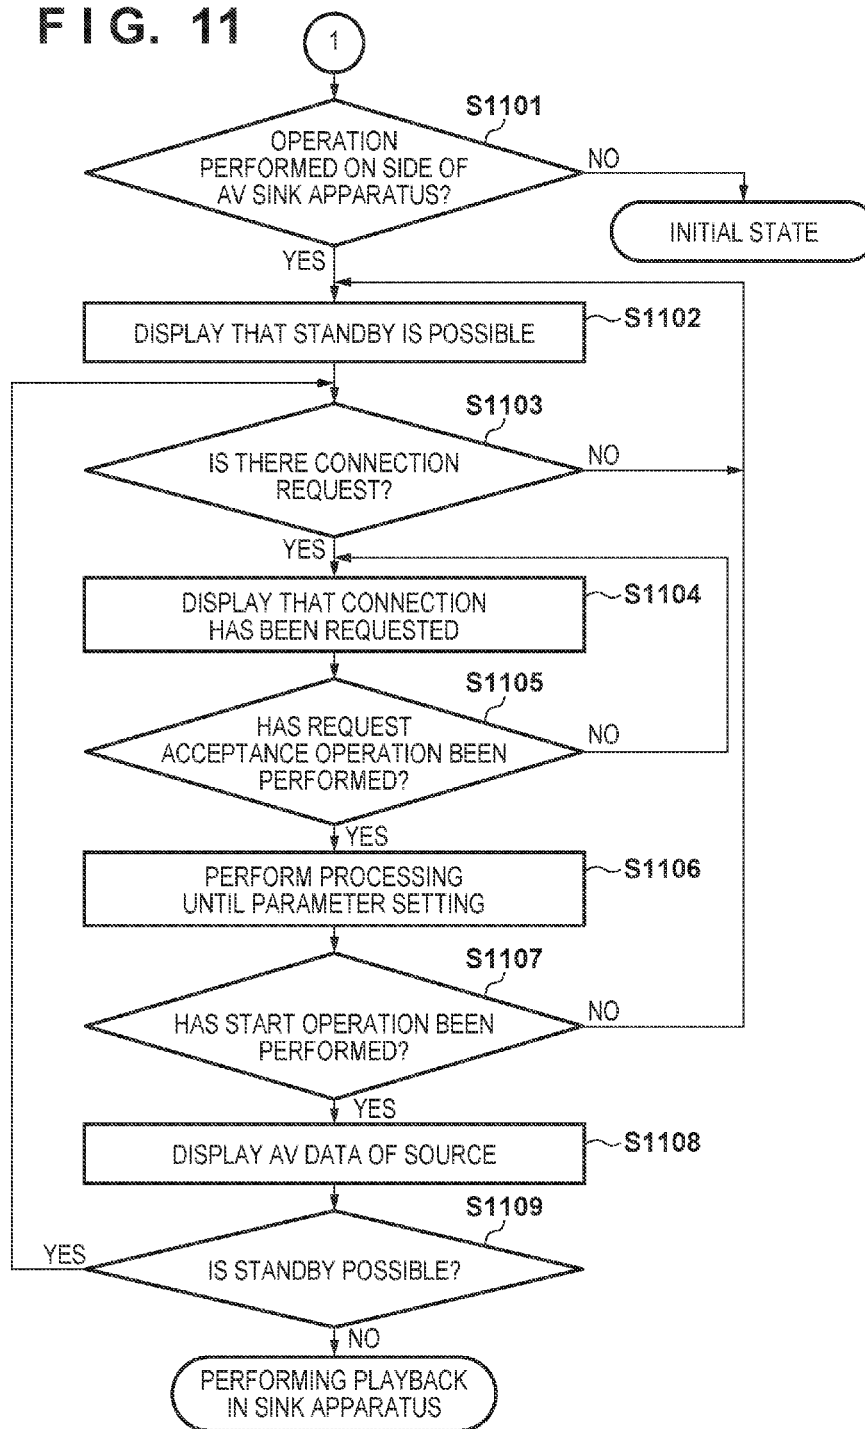 FIG. 11
1
S1101
OPERATION
PERFORMED ON SIDE OF
AV SINK APPARATUS?
NO
INITIAL STATE
YES
DISPLAY THAT STANDBY IS POSSIBLE
S1102
S1103
IS THERE CONNECTION
REQUEST?
NO
YES
DISPLAY THAT CONNECTION
HAS BEEN REQUESTED
S1104
S1105
HAS REQUEST
ACCEPTANCE OPERATION BEEN
PERFORMED?
NO
YES
PERFORM PROCESSING
UNTIL PARAMETER SETTING
S1106
S1107
HAS START OPERATION BEEN
PERFORMED?
NO
YES
DISPLAY AV DATA OF SOURCE
S1108
S1109
YES
IS STANDBY POSSIBLE?
NO
PERFORMING PLAYBACK
IN SINK APPARATUS